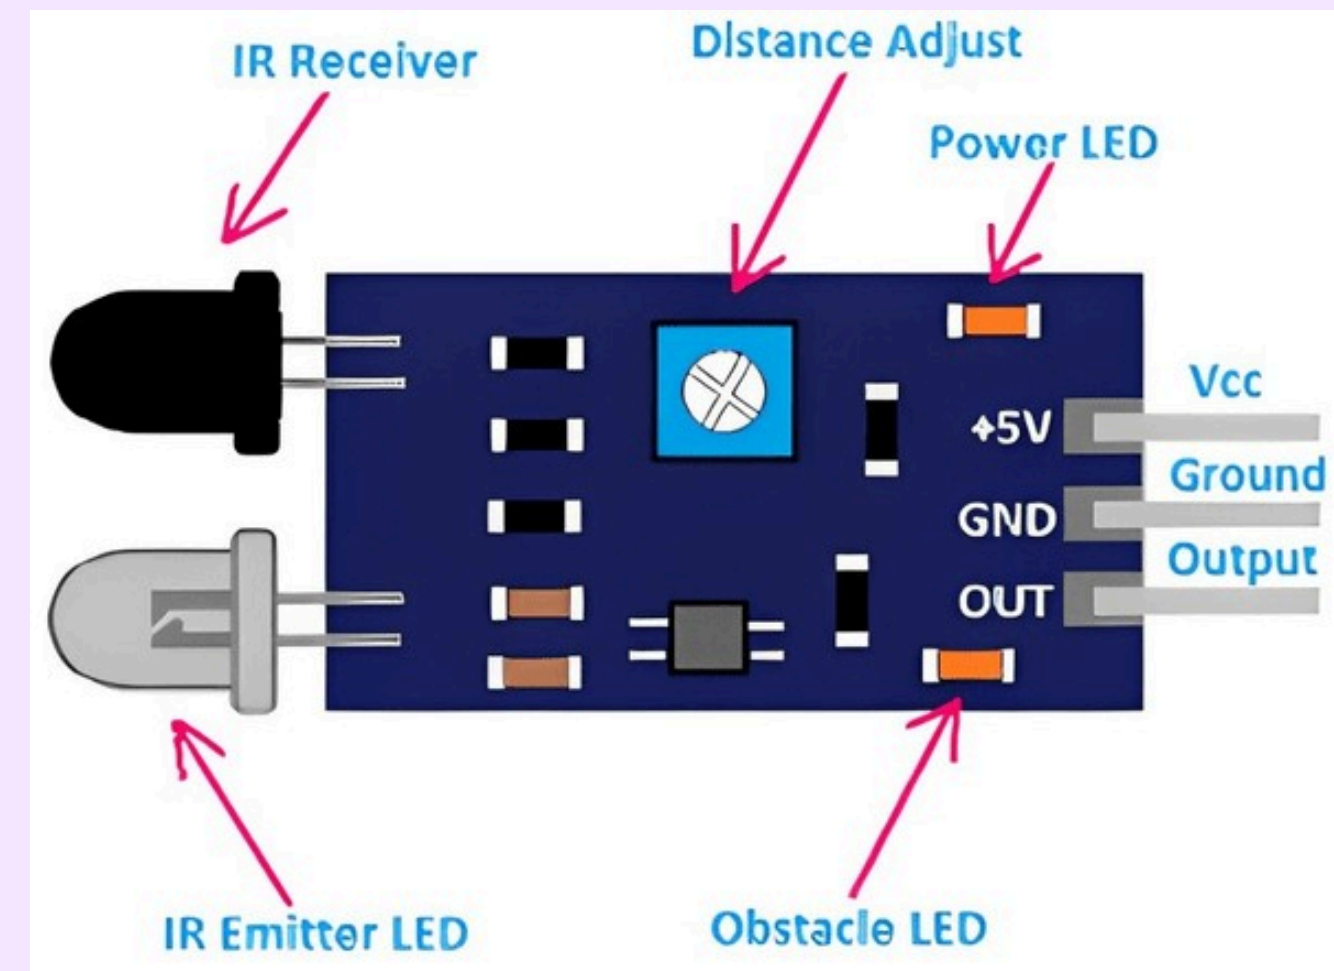 IR Receiver
Distance Adjust
Power LED
Vcc
+5V
Ground
GND
Output
OUT
IR Emitter LED
Obstacle LED